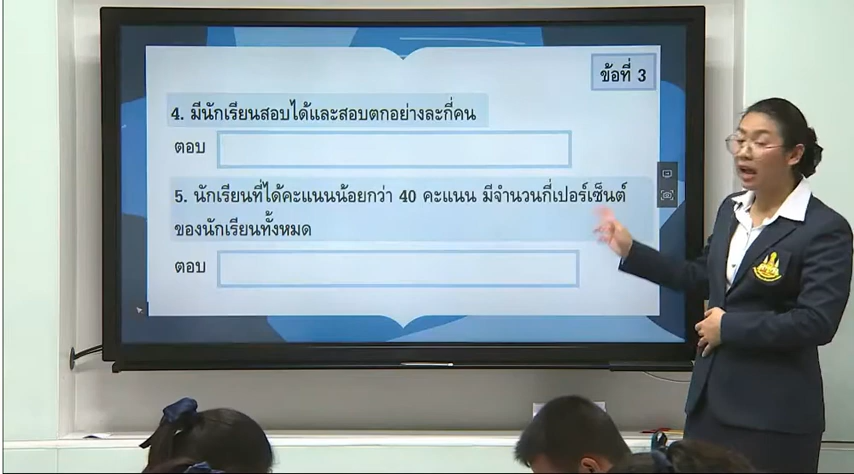 ข้อที่ 3
4. มีนักเรียนสอบได้และสอบตกอย่างละกี่คน
ตอบ
5. นักเรียนที่ได้คะแนนน้อยกว่า 40 คะแนน มีจำนวนกี่เปอร์เซ็นต์
ของนักเรียนทั้งหมด
ตอบ